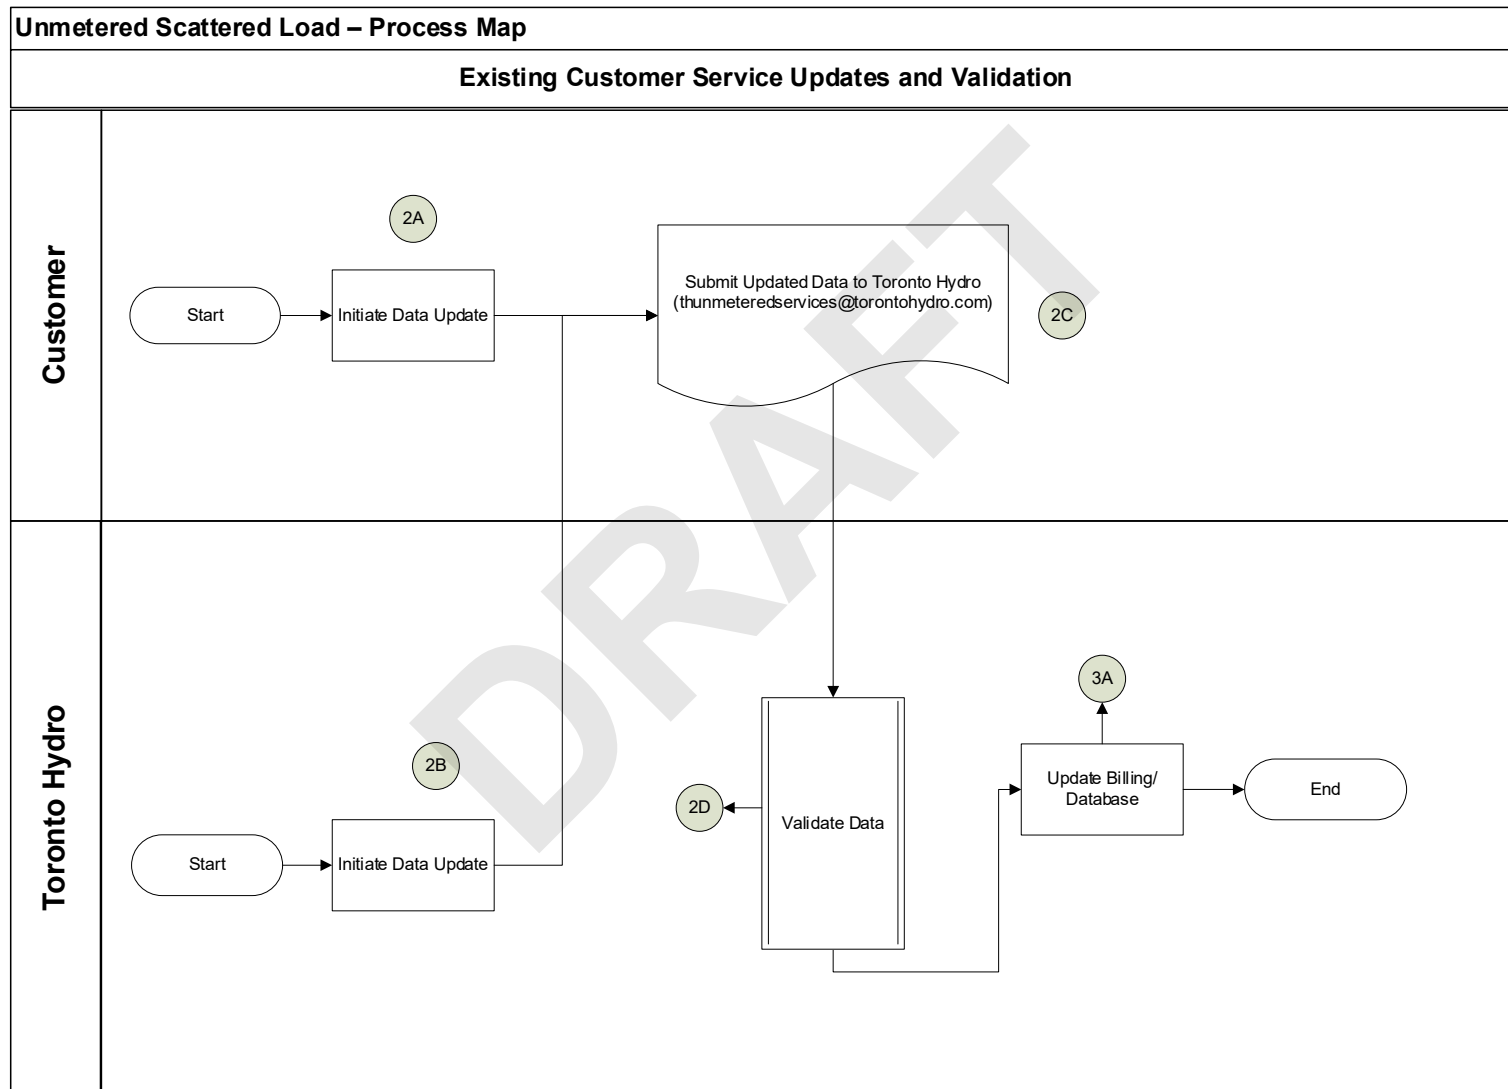 Unmetered Scattered Load – Process Map
Existing Customer Service Updates and Validation
Customer
2A
Start
Initiate Data Update
Submit Updated Data to Toronto Hydro
(thunmeteredservices@torontohydro.com)
2C
DRAFT
Toronto Hydro
2B
Start
Initiate Data Update
2D
Validate Data
3A
Update Billing/
Database
End